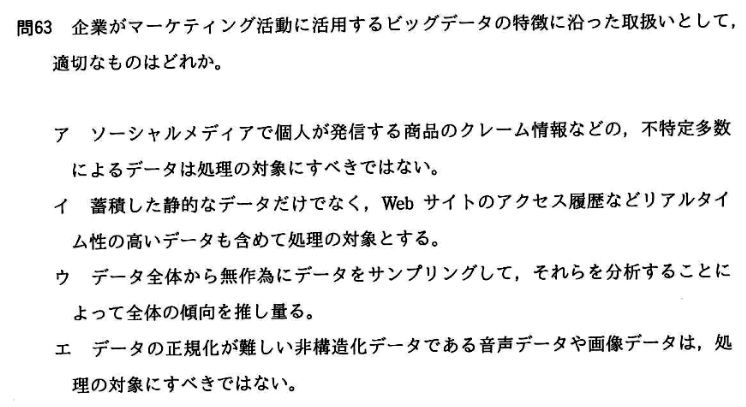 問63 企業がマーケティング活動に活用するビッグデータの特徴に沿った取扱いとして，
適切なものはどれか。
ア ソーシャルメディアで個人が発信する商品のクレーム情報などの，不特定多数
によるデータは処理の対象にすべきではない。
イ 蓄積した静的なデータだけでなく，Web サイトのアクセス履歴などリアルタイ
ム性の高いデータも含めて処理の対象とする。
ウ データ全体から無作為にデータをサンプリングして，それらを分析することに
よって全体の傾向を推し量る。
エ データの正規化が難しい非構造化データである音声データや画像データは，処
理の対象にすべきではない。